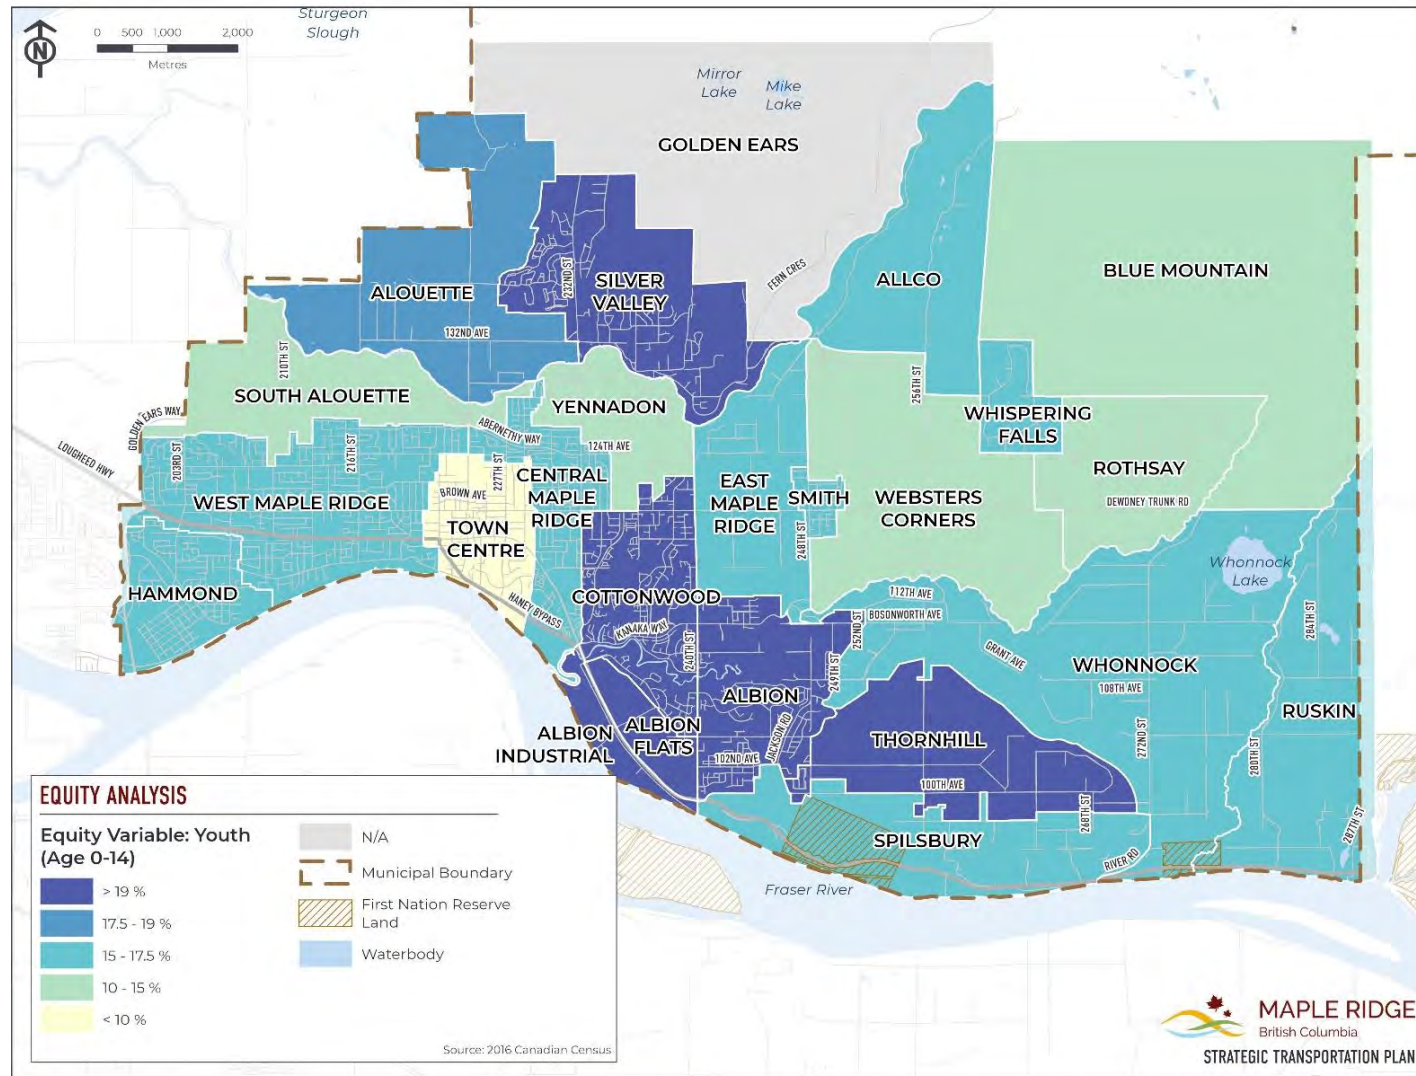 Sturgeon
Slough
N
0 500 1,000 2,000
Metres
Mirror
Lake
Mike
Lake
GOLDEN EARS
FERN CRES
ALLCO
BLUE MOUNTAIN
ALOUETTE
SILVER
VALLEY
232ND ST
132ND AVE
210TH ST
SOUTH ALOUETTE
YENNADON
256TH ST
WHISPERING
FALLS
GOLDEN EARS WAY
LOUGHEED HWY
203RD ST
216TH ST
ABERNETHY WAY
124TH AVE
227TH ST
BROWN AVE
WEST MAPLE RIDGE
CENTRAL
MAPLE
RIDGE
TOWN
CENTRE
EAST
MAPLE
RIDGE
SMITH
248TH ST
WEBSTERS
CORNERS
ROTHSAY
DEWDNEY TRUNK RD
HAMMOND
HANEY BYPASS
COTTONWOOD
KANAKA WAY
240TH ST
112TH AVE
BOSONWORTH AVE
252ND ST
249TH ST
GRANT AVE
Whonnock
Lake
284TH ST
WHONNOCK
108TH AVE
RUSKIN
ALBION
JACKSON RD
102ND AVE
ALBION
FLATS
ALBION
INDUSTRIAL
THORNHILL
100TH AVE
272ND ST
280TH ST
268TH ST
287TH ST
SPILSBURY
RIVER RD
Fraser River
EQUITY ANALYSIS
Equity Variable: Youth
(Age 0-14)
> 19 %
17.5 - 19 %
15 - 17.5 %
10 - 15 %
< 10 %
N/A
Municipal Boundary
First Nation Reserve
Land
Waterbody
Source: 2016 Canadian Census
MAPLE RIDGE
British Columbia
STRATEGIC TRANSPORTATION PLAN